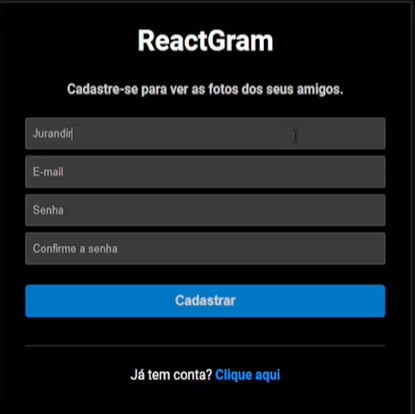 ReactGram
Cadastre-se para ver as fotos dos seus amigos.
Jurandir
E-mail
Senha
Confirme a senha
Cadastrar
Já tem conta? Clique aqui